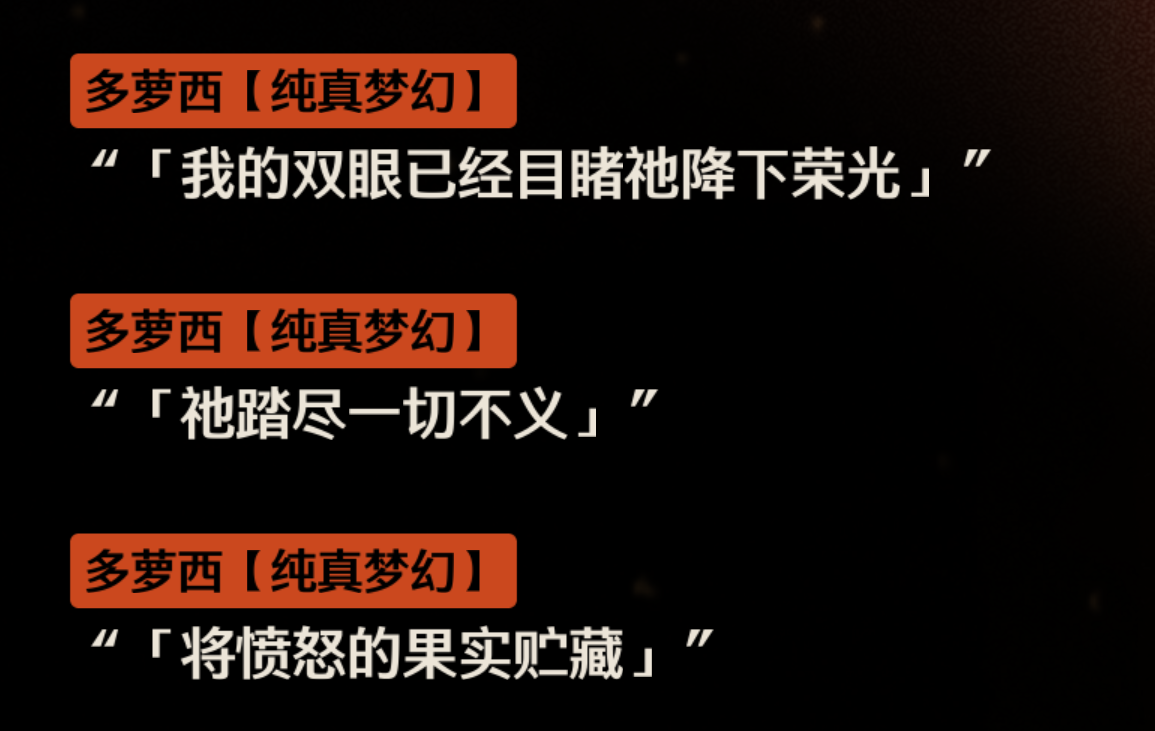 多萝西【纯真梦幻】
“「我的双眼已经目睹祂降下荣光」”
多萝西【纯真梦幻】
“「祂踏尽一切不义」”
多萝西【纯真梦幻】
“「将愤怒的果实贮藏」”